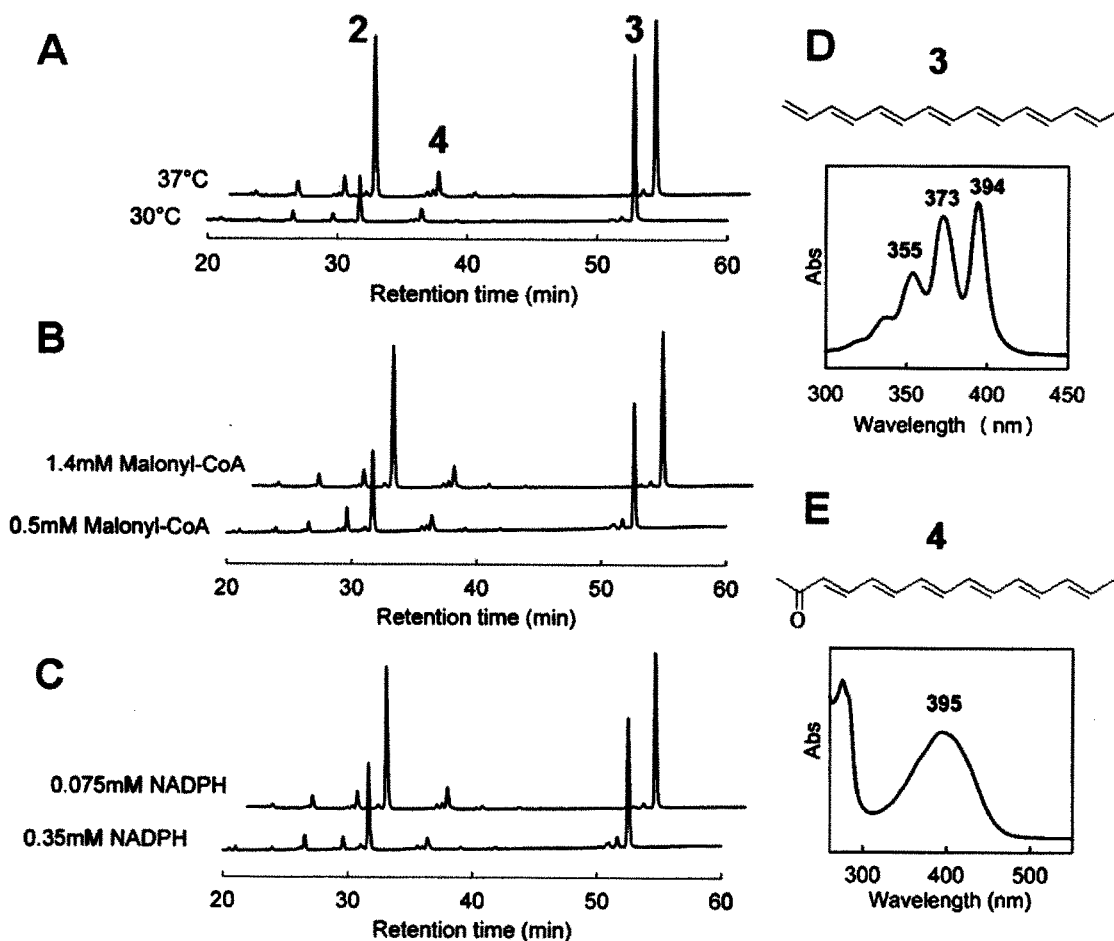 A
2
3
4
37°C
30°C
20 30 40 50 60
Retention time (min)
B
1.4mM Malonyl-CoA
0.5mM Malonyl-CoA
20 30 40 50 60
Retention time (min)
C
0.075mM NADPH
0.35mM NADPH
20 30 40 50 60
Retention time (min)
D
3
394
373
355
Abs
300 350 400 450
Wavelength ( nm)
E
4
O
395
Abs
300 400 500
Wavelength (nm)